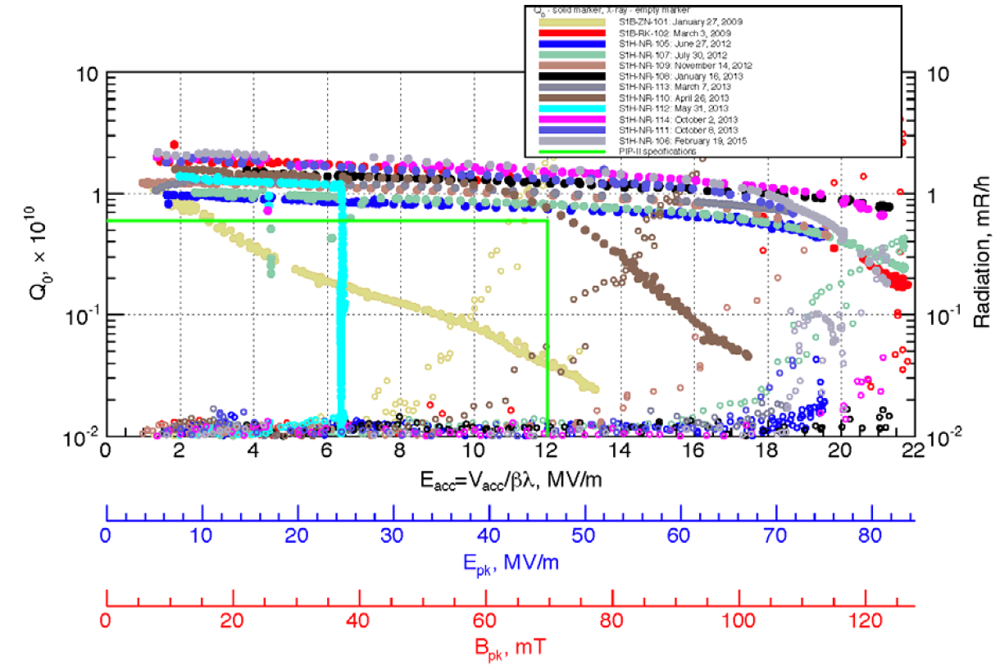 Q₀ - solid marker, X-ray - empty marker
S1B-ZN-101: January 27, 2009
S1B-RK-102: March 3, 2009
S1H-NR-105: June 27, 2012
S1H-NR-107: July 30, 2012
S1H-NR-109: November 14, 2012
S1H-NR-108: January 16, 2013
S1H-NR-113: March 7, 2013
S1H-NR-110: April 26, 2013
S1H-NR-112: May 31, 2013
S1H-NR-114: October 2, 2013
S1H-NR-111: October 8, 2013
S1H-NR-106: February 19, 2015
PIP-II specifications
10 10
1 1
10⁻¹ 10⁻¹
10⁻² 10⁻²
Q₀, × 10¹⁰
Radiation, mR/h
0 2 4 6 8 10 12 14 16 18 20 22
Eacc=Vacc/βλ, MV/m
0 10 20 30 40 50 60 70 80
Epk, MV/m
0 20 40 60 80 100 120
Bpk, mT